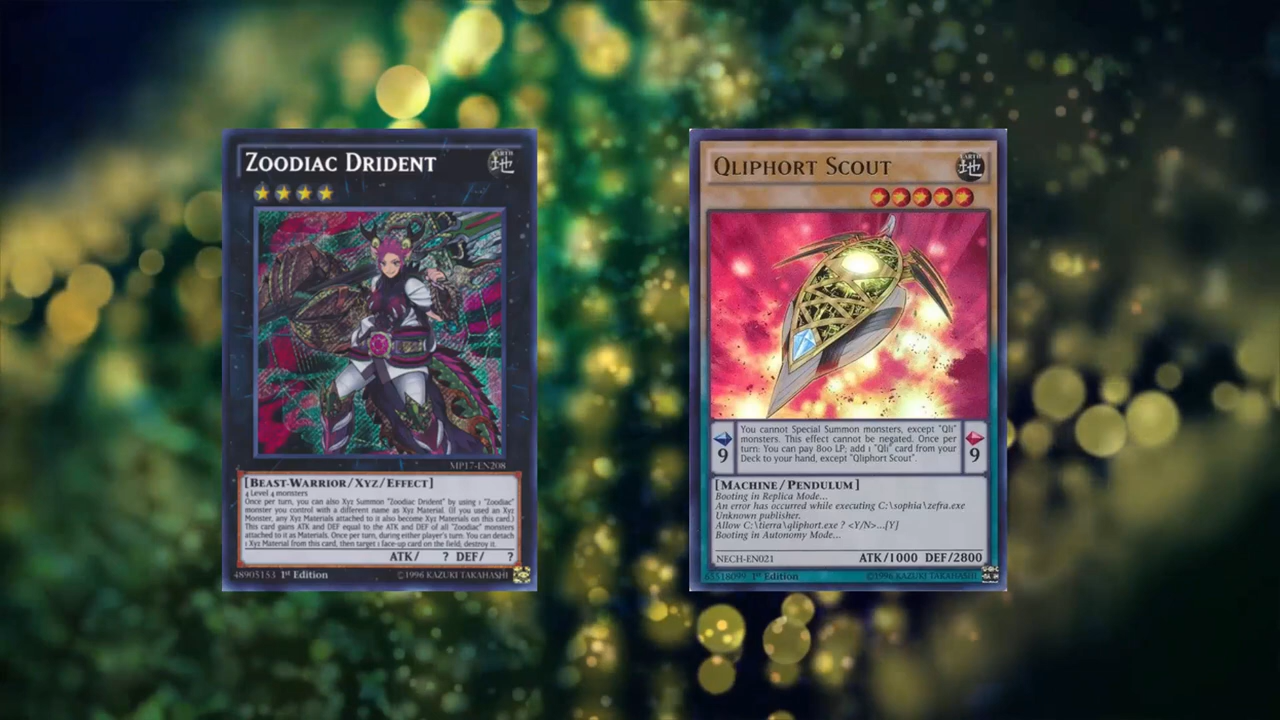 ZOODIAC DRIDENT
EARTH
地
MP17-EN208
[BEAST-WARRIOR/XYZ/EFFECT]
4 Level 4 monsters
Once per turn, you can also Xyz Summon "Zoodiac Drident" by using 1 "Zoodiac"
monster you control with a different name as Xyz Material. (If you used an Xyz
Monster, any Xyz Materials attached to it also become Xyz Materials on this card.)
This card gains ATK and DEF equal to the ATK and DEF of all "Zoodiac" monsters
attached to it as Materials. Once per turn, during either player's turn: You can detach
1 Xyz Material from this card, then target 1 face-up card on the field, destroy it.
ATK/ ? DEF/ ?
48905153 1st Edition ©1996 KAZUKI TAKAHASHI
QLIPHORT SCOUT
EARTH
地
9
You cannot Special Summon monsters, except "Qli"
monsters. This effect cannot be negated. Once per
turn: You can pay 800 LP; add 1 "Qli" card from your
Deck to your hand, except "Qliphort Scout".
9
[MACHINE/PENDULUM]
Booting in Replica Mode...
An error has occurred while executing C:\sophia\zefra.exe
Unknown publisher.
Allow C:\tierra\qliphort.exe ? <Y/N>...[Y]
Booting in Autonomy Mode...
NECH-EN021 ATK/1000 DEF/2800
65518099 1st Edition ©1996 KAZUKI TAKAHASHI